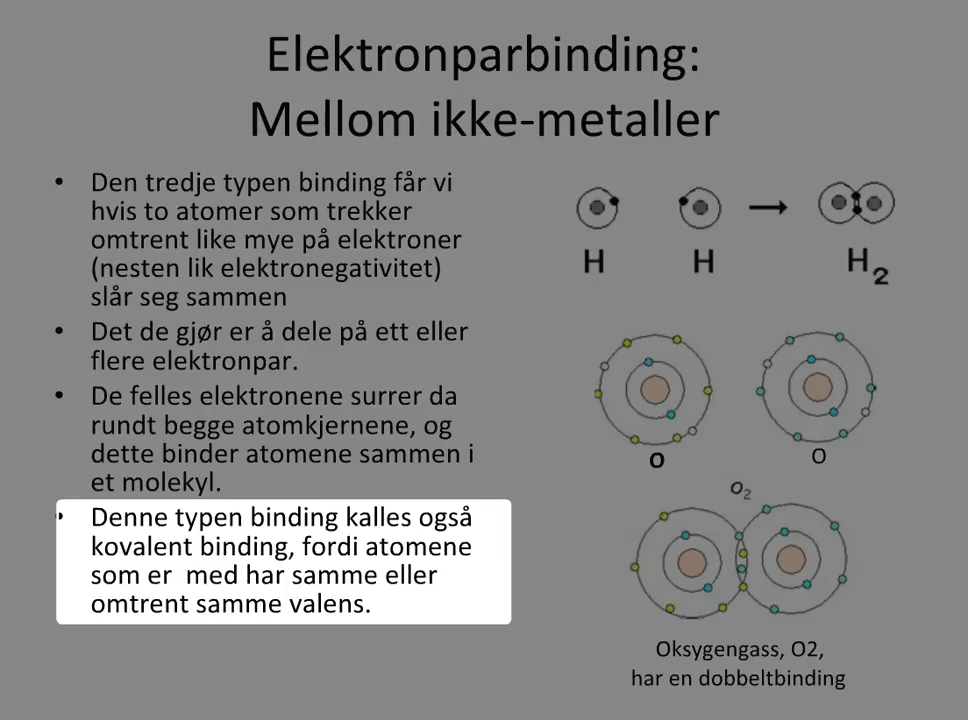 Elektronparbinding:
Mellom ikke-metaller
• Den tredje typen binding får vi
hvis to atomer som trekker
omtrent like mye på elektroner
(nesten lik elektronegativitet)
slår seg sammen
• Det de gjør er å dele på ett eller
flere elektronpar.
• De felles elektronene surrer da
rundt begge atomkjernene, og
dette binder atomene sammen i
et molekyl.
• Denne typen binding kalles også
kovalent binding, fordi atomene
som er  med har samme eller
omtrent samme valens.
H
H
H2
O
O
O2
Oksygengass, O2,
har en dobbeltbinding